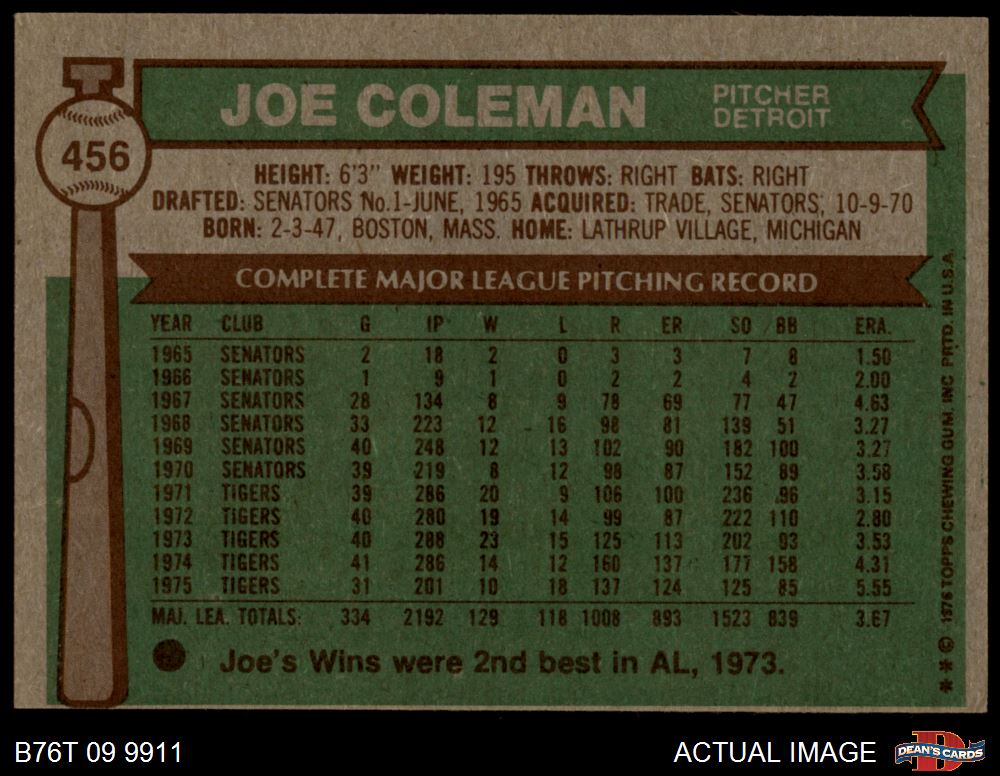 JOE COLEMAN
PITCHER
DETROIT
456
HEIGHT: 6'3" WEIGHT: 195 THROWS: RIGHT BATS: RIGHT
DRAFTED: SENATORS No.1-JUNE, 1965 ACQUIRED: TRADE, SENATORS, 10-9-70
BORN: 2-3-47, BOSTON, MASS. HOME: LATHRUP VILLAGE, MICHIGAN
COMPLETE MAJOR LEAGUE PITCHING RECORD
YEAR CLUB G IP W L R ER SO BB ERA.
1965 SENATORS 2 18 2 0 3 3 7 8 1.50
1966 SENATORS 1 9 1 0 2 2 4 2 2.00
1967 SENATORS 28 134 8 9 78 69 77 47 4.63
1968 SENATORS 33 223 12 16 98 81 139 51 3.27
1969 SENATORS 40 248 12 13 102 90 182 100 3.27
1970 SENATORS 39 219 8 12 98 87 152 89 3.58
1971 TIGERS 39 286 20 9 106 100 236 96 3.15
1972 TIGERS 40 280 19 14 99 87 222 110 2.80
1973 TIGERS 40 288 23 15 125 113 202 93 3.53
1974 TIGERS 41 286 14 12 160 137 177 158 4.31
1975 TIGERS 31 201 10 18 137 124 125 85 5.55
MAJ. LEA. TOTALS: 334 2192 129 118 1008 893 1523 839 3.67
Joe's Wins were 2nd best in AL, 1973.
** © 1976 TOPPS CHEWING GUM. INC PRTD. IN U.S.A.
B76T 09 9911
ACTUAL IMAGE
D
DEAN'S CARDS